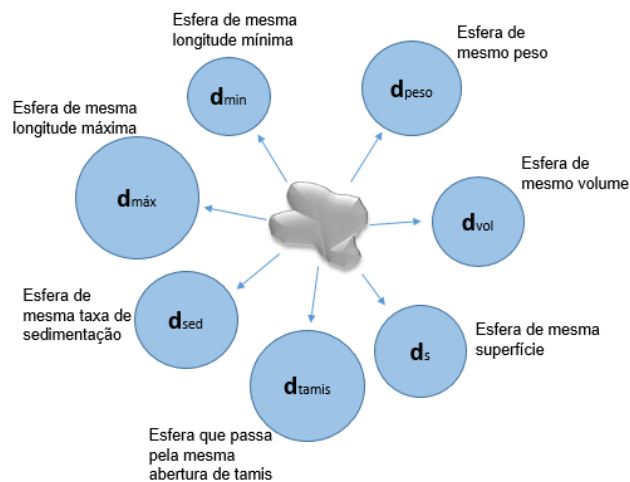 Esfera de mesma
longitude mínima
dmin
Esfera de
mesmo peso
dpeso
Esfera de mesma
longitude máxima
dmáx
Esfera de
mesmo volume
dvol
Esfera de
mesma taxa de
sedimentação
dsed
Esfera de mesma
superfície
ds
dtamis
Esfera que passa
pela mesma
abertura de tamis